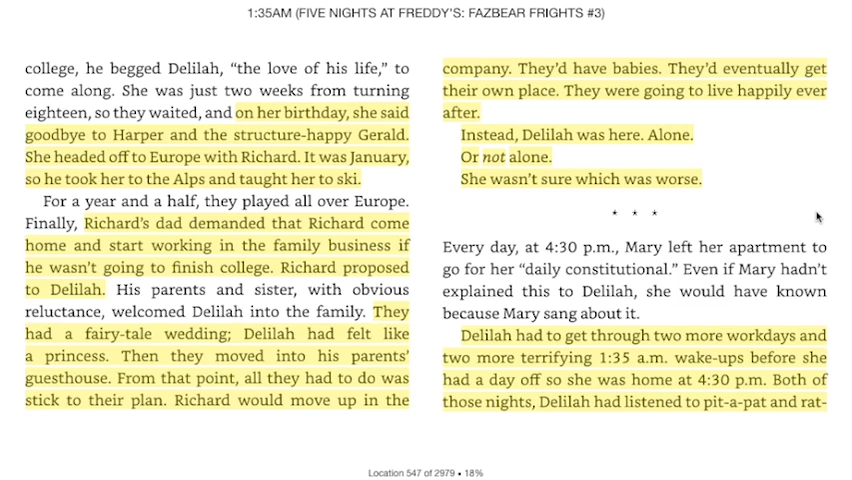 1:35AM (FIVE NIGHTS AT FREDDY'S: FAZBEAR FRIGHTS #3)
college, he begged Delilah, “the love of his life,” to
come along. She was just two weeks from turning
eighteen, so they waited, and on her birthday, she said
goodbye to Harper and the structure-happy Gerald.
She headed off to Europe with Richard. It was January,
so he took her to the Alps and taught her to ski.
For a year and a half, they played all over Europe.
Finally, Richard’s dad demanded that Richard come
home and start working in the family business if
he wasn’t going to finish college. Richard proposed
to Delilah. His parents and sister, with obvious
reluctance, welcomed Delilah into the family. They
had a fairy-tale wedding; Delilah had felt like
a princess. Then they moved into his parents’
guesthouse. From that point, all they had to do was
stick to their plan. Richard would move up in the
company. They’d have babies. They’d eventually get
their own place. They were going to live happily ever
after.
Instead, Delilah was here. Alone.
Or not alone.
She wasn’t sure which was worse.
* * *
Every day, at 4:30 p.m., Mary left her apartment to
go for her “daily constitutional.” Even if Mary hadn’t
explained this to Delilah, she would have known
because Mary sang about it.
Delilah had to get through two more workdays and
two more terrifying 1:35 a.m. wake-ups before she
had a day off so she was home at 4:30 p.m. Both of
those nights, Delilah had listened to pit-a-pat and rat-
Location 547 of 2979 • 18%